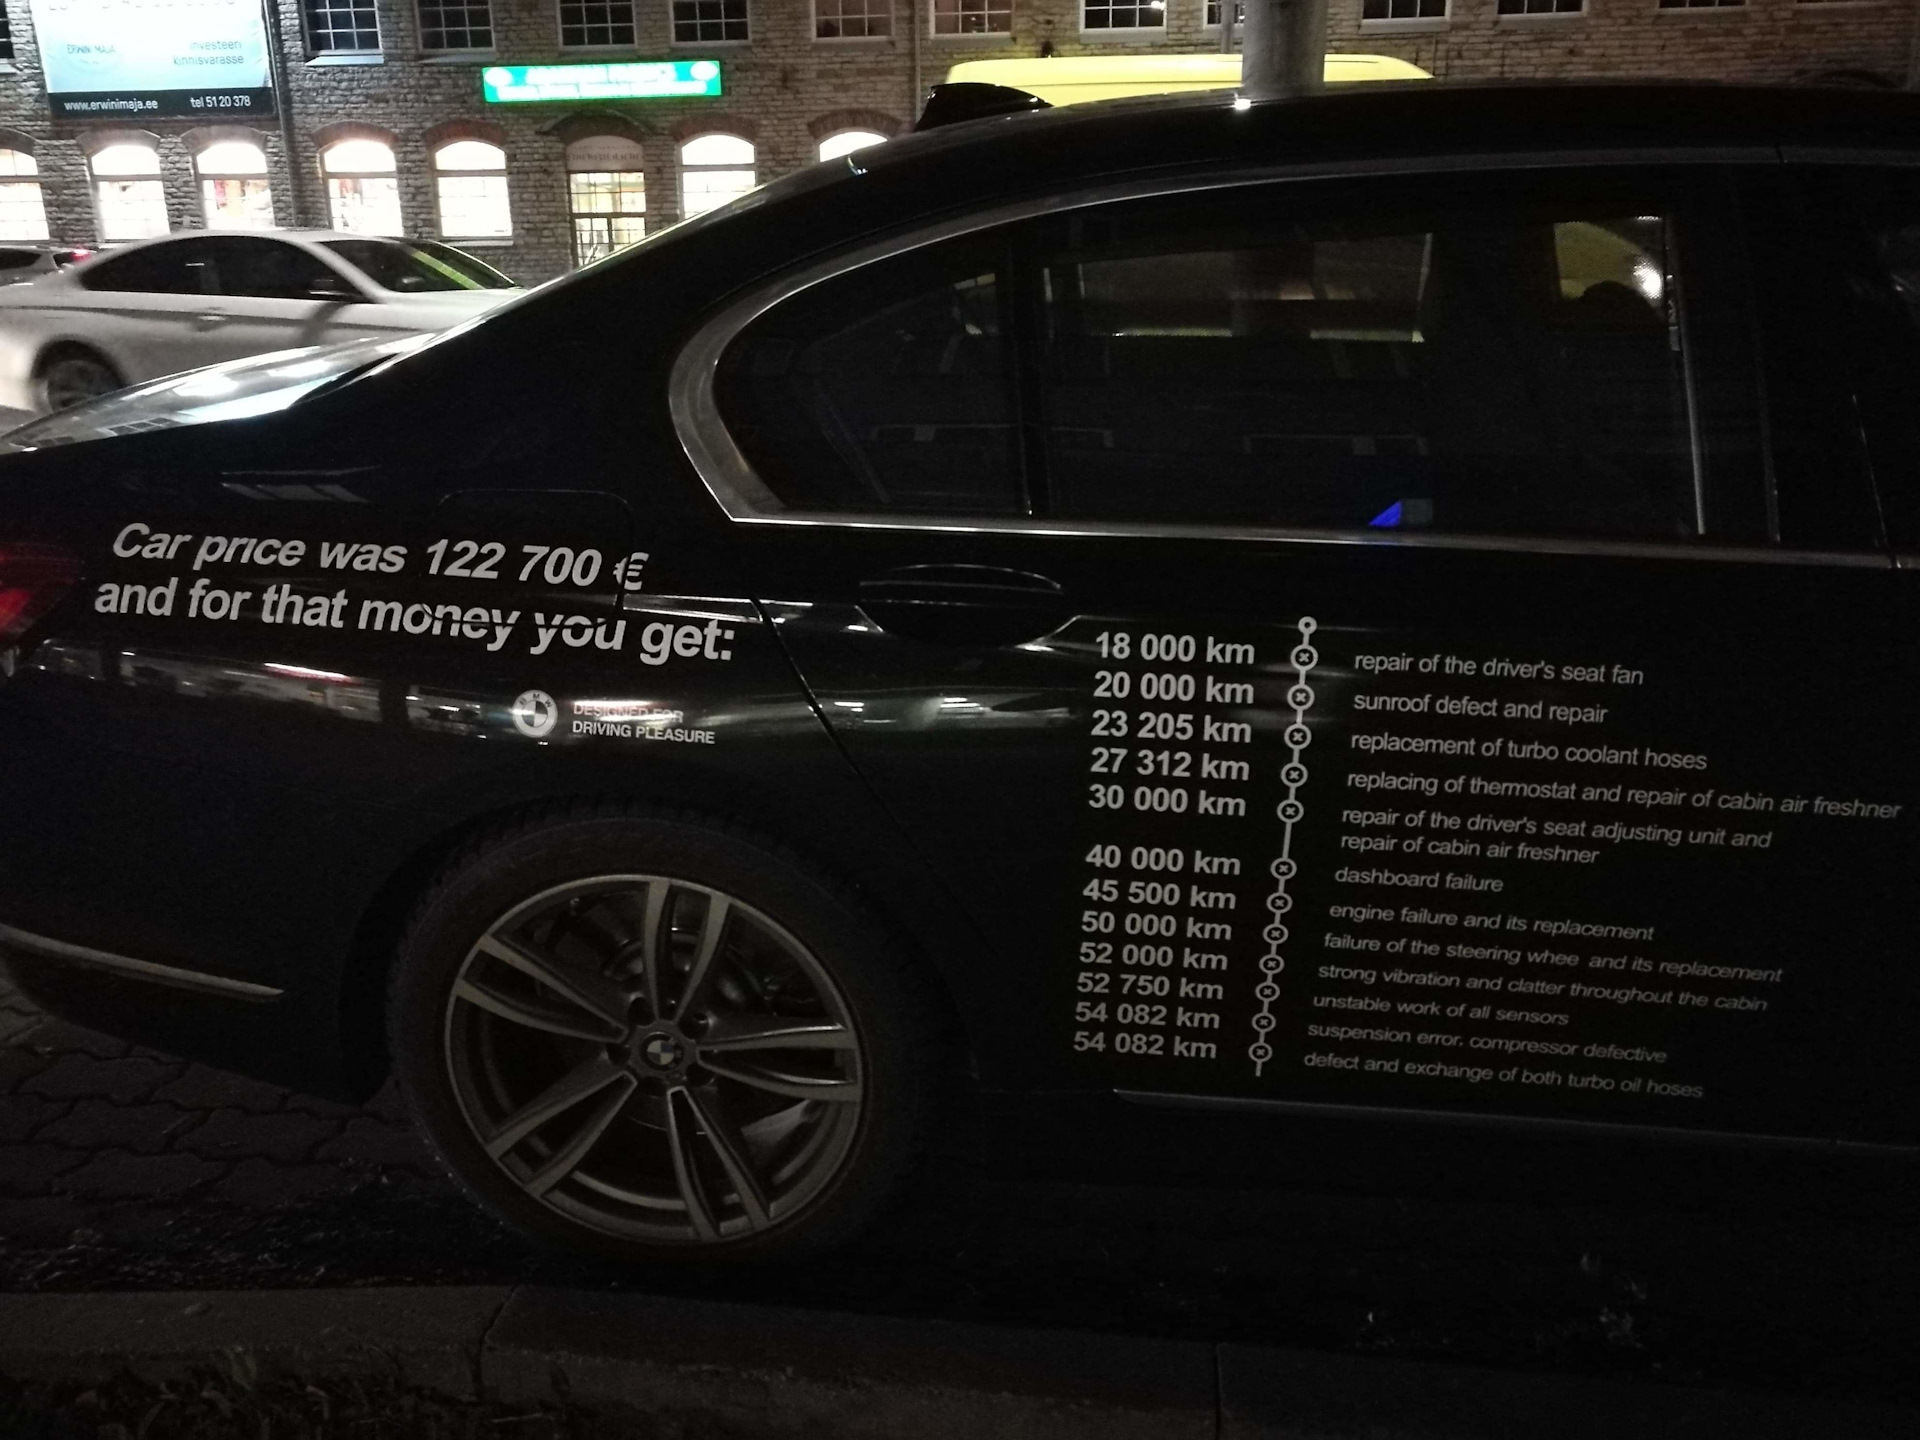 ERWINI MAJA
investeeri
kinnisvarasse
www.erwinimaja.ee tel 51 20 378
Car price was 122 700 €
and for that money you get:
BMW
DESIGNED FOR
DRIVING PLEASURE
18 000 km repair of the driver's seat fan
20 000 km sunroof defect and repair
23 205 km replacement of turbo coolant hoses
27 312 km replacing of thermostat and repair of cabin air freshner
30 000 km repair of the driver's seat adjusting unit and
repair of cabin air freshner
40 000 km dashboard failure
45 500 km engine failure and its replacement
50 000 km failure of the steering whee and its replacement
52 000 km strong vibration and clatter throughout the cabin
52 750 km unstable work of all sensors
54 082 km suspension error, compressor defective
54 082 km defect and exchange of both turbo oil hoses